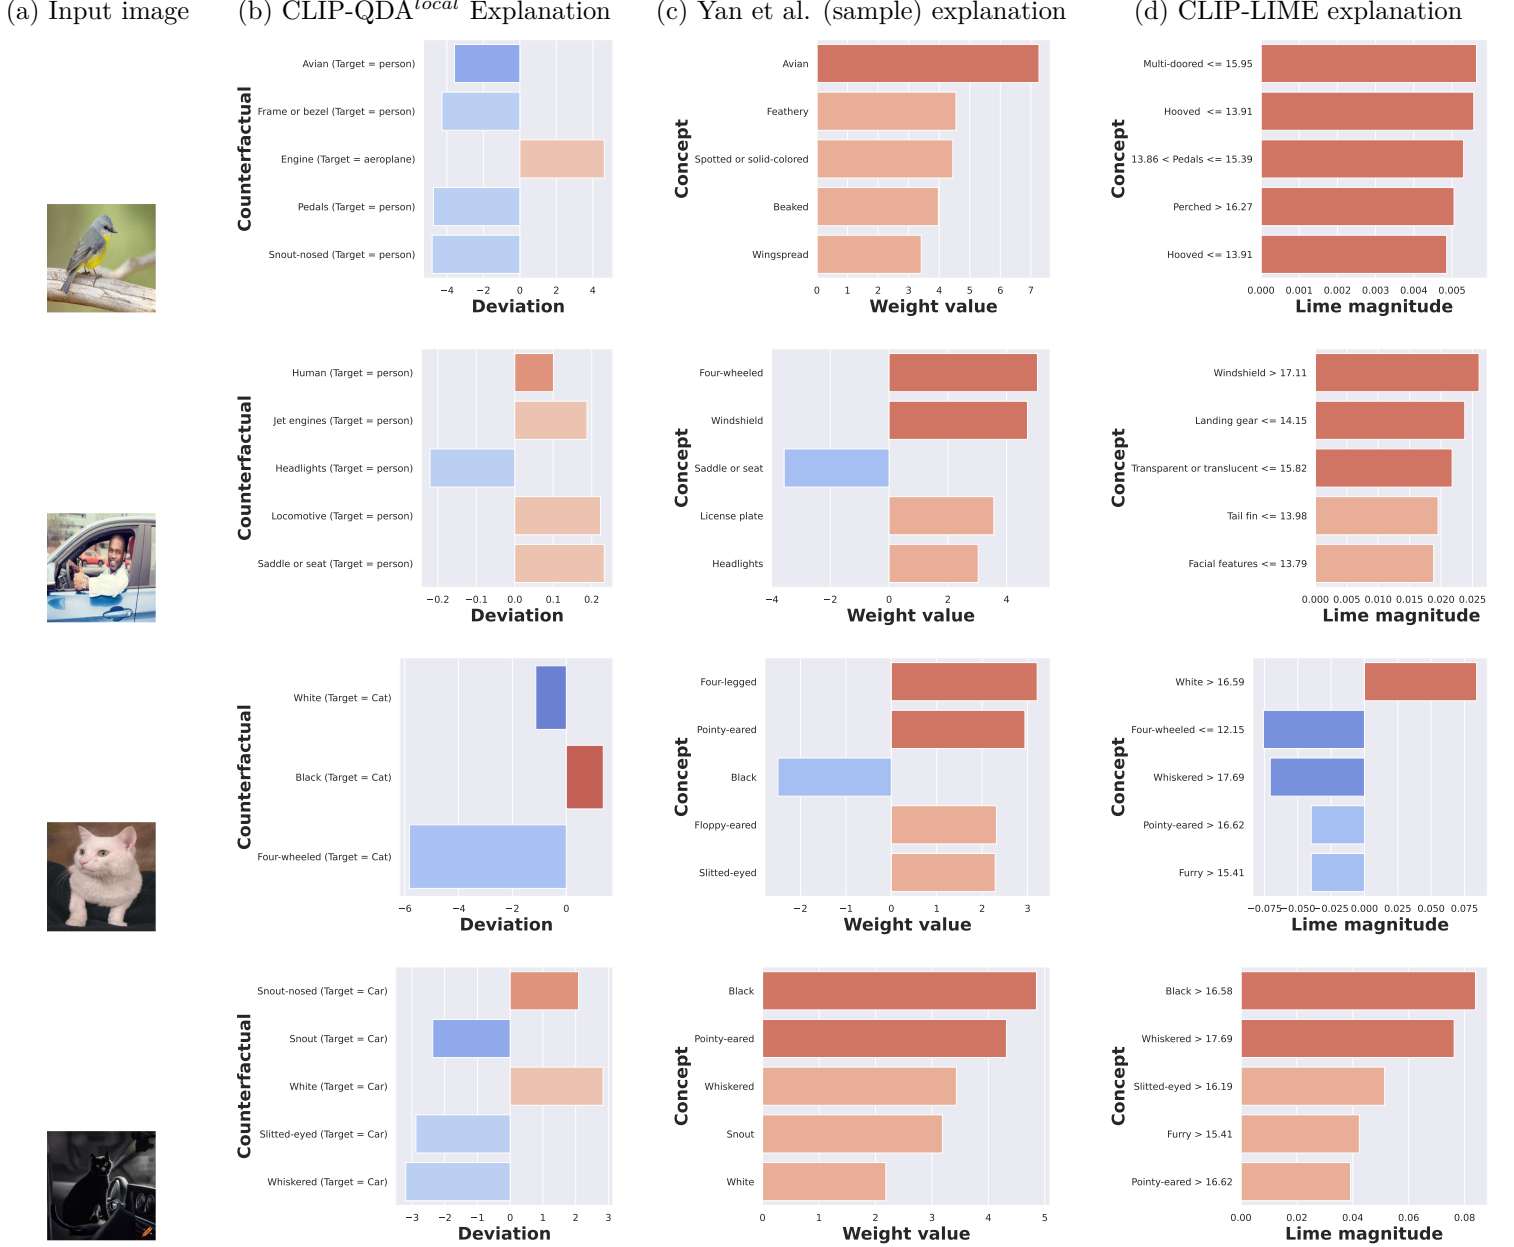 (a) Input image
(b) CLIP-QDA^local Explanation
(c) Yan et al. (sample) explanation
(d) CLIP-LIME explanation
Counterfactual
Avian (Target = person)
Frame or bezel (Target = person)
Engine (Target = aeroplane)
Pedals (Target = person)
Snout-nosed (Target = person)
−4 −2 0 2 4
Deviation
Concept
Avian
Feathery
Spotted or solid-colored
Beaked
Wingspread
0 1 2 3 4 5 6 7
Weight value
Concept
Multi-doored <= 15.95
Hooved <= 13.91
13.86 < Pedals <= 15.39
Perched > 16.27
Hooved <= 13.91
0.000 0.001 0.002 0.003 0.004 0.005
Lime magnitude
Counterfactual
Human (Target = person)
Jet engines (Target = person)
Headlights (Target = person)
Locomotive (Target = person)
Saddle or seat (Target = person)
−0.2 −0.1 0.0 0.1 0.2
Deviation
Concept
Four-wheeled
Windshield
Saddle or seat
License plate
Headlights
−4 −2 0 2 4
Weight value
Concept
Windshield > 17.11
Landing gear <= 14.15
Transparent or translucent <= 15.82
Tail fin <= 13.98
Facial features <= 13.79
0.000 0.005 0.010 0.015 0.020 0.025
Lime magnitude
Counterfactual
White (Target = Cat)
Black (Target = Cat)
Four-wheeled (Target = Cat)
−6 −4 −2 0
Deviation
Concept
Four-legged
Pointy-eared
Black
Floppy-eared
Slitted-eyed
−2 −1 0 1 2 3
Weight value
Concept
White > 16.59
Four-wheeled <= 12.15
Whiskered > 17.69
Pointy-eared > 16.62
Furry > 15.41
−0.075 −0.050 −0.025 0.000 0.025 0.050 0.075
Lime magnitude
Counterfactual
Snout-nosed (Target = Car)
Snout (Target = Car)
White (Target = Car)
Slitted-eyed (Target = Car)
Whiskered (Target = Car)
−3 −2 −1 0 1 2 3
Deviation
Concept
Black
Pointy-eared
Whiskered
Snout
White
0 1 2 3 4 5
Weight value
Concept
Black > 16.58
Whiskered > 17.69
Slitted-eyed > 16.19
Furry > 15.41
Pointy-eared > 16.62
0.00 0.02 0.04 0.06 0.08
Lime magnitude